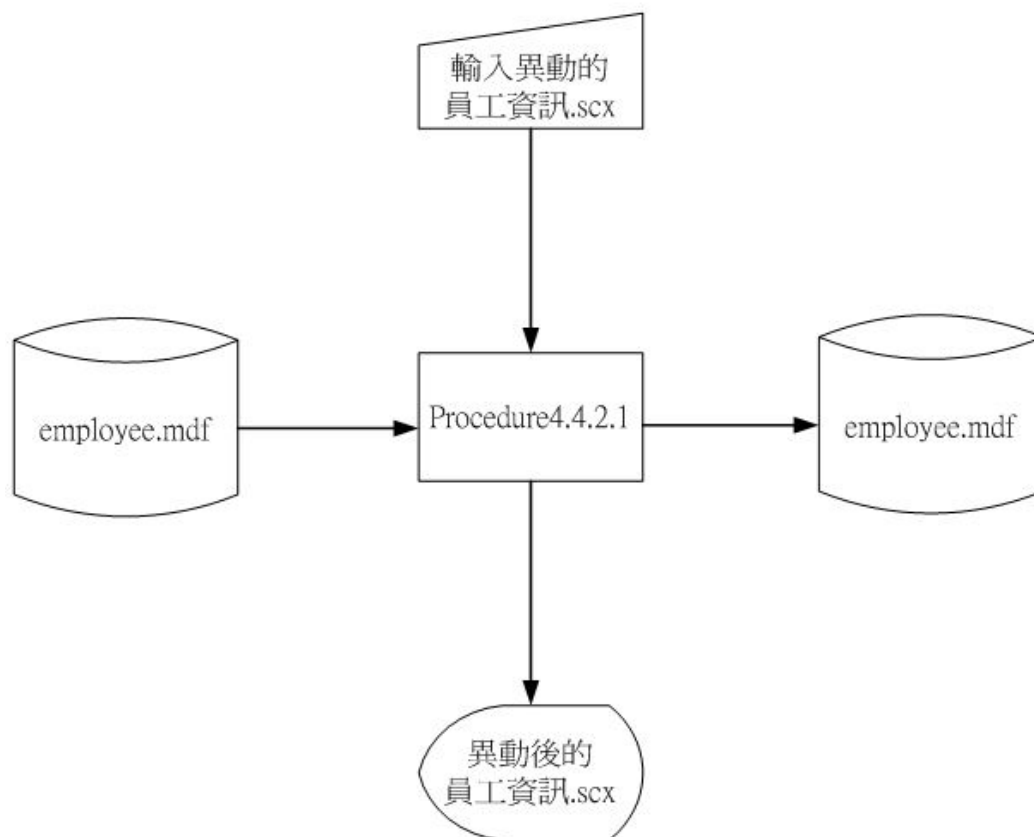 輸入異動的
員工資訊.scx
employee.mdf
Procedure4.4.2.1
employee.mdf
異動後的
員工資訊.scx